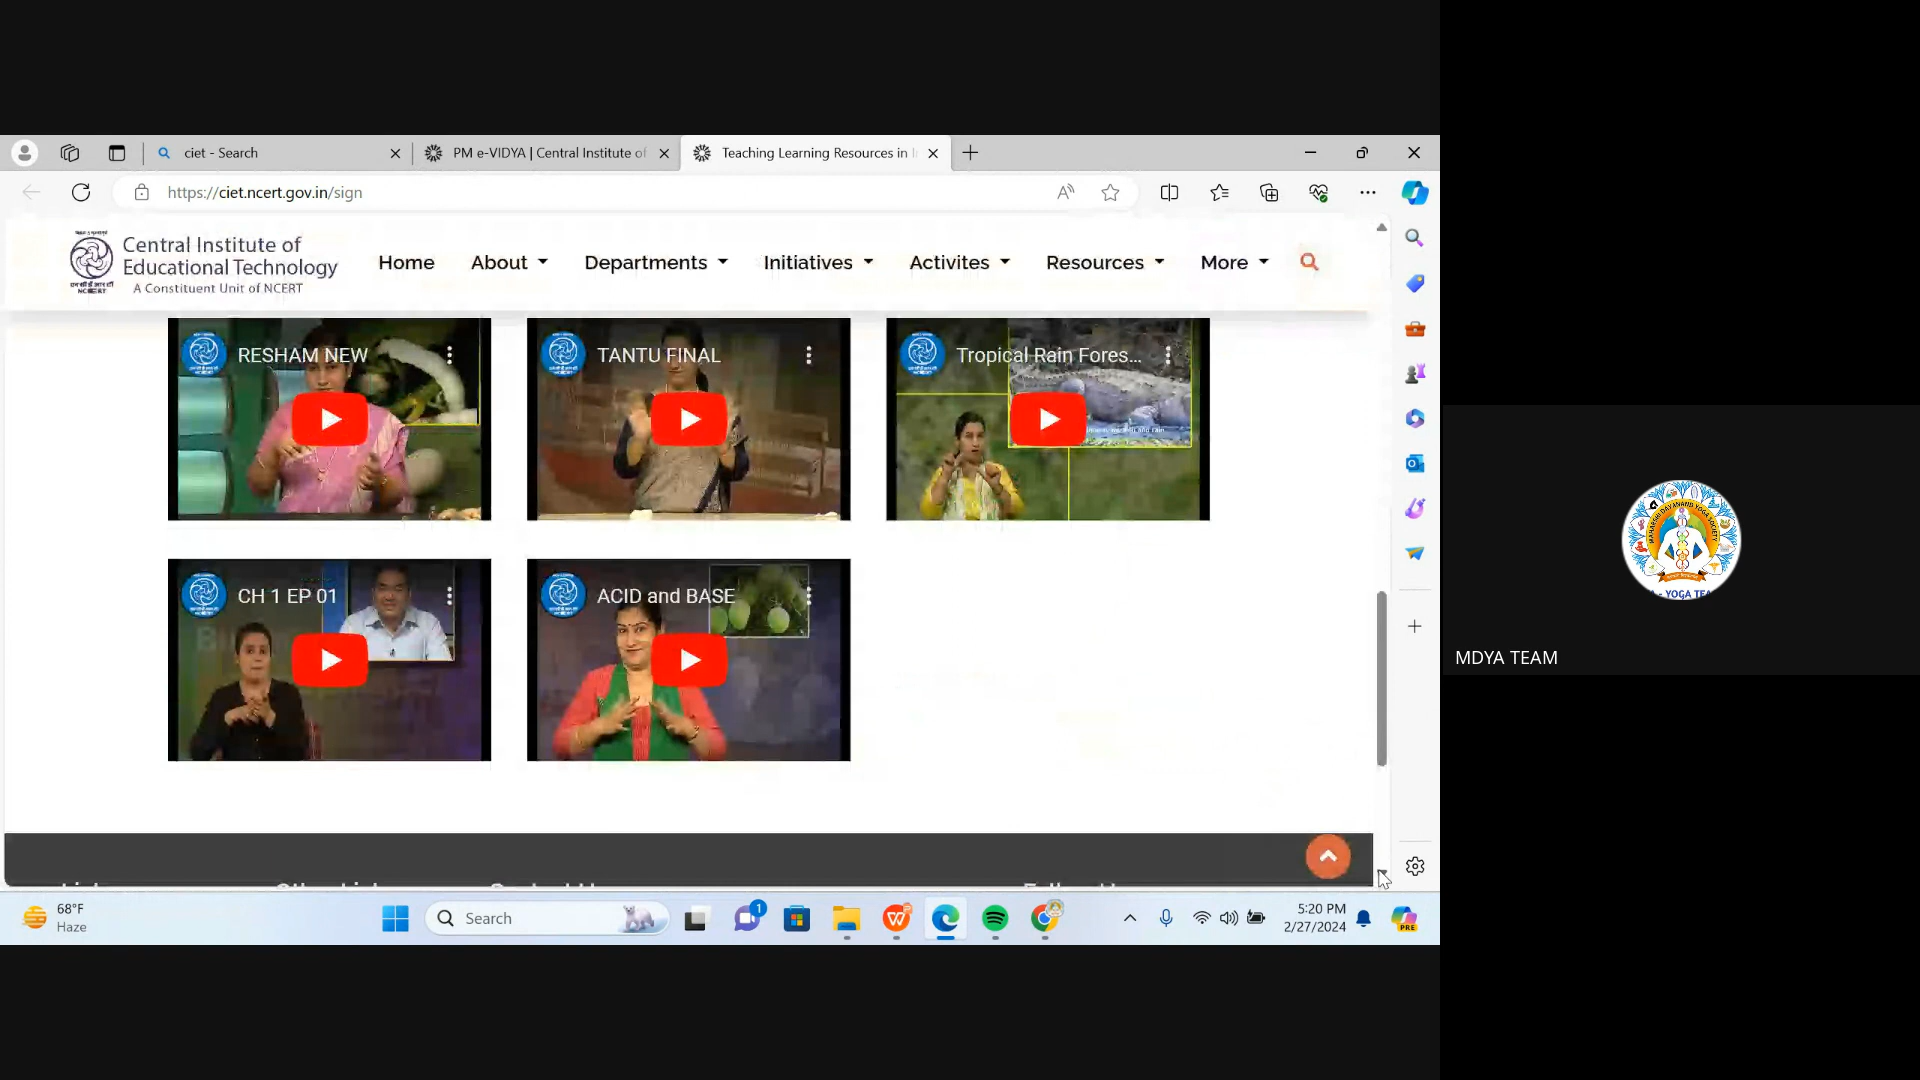 ciet - Search
PM e-VIDYA | Central Institute of
Teaching Learning Resources in I
https://ciet.ncert.gov.in/sign
Central Institute of
Educational Technology
A Constituent Unit of NCERT
Home
About
Departments
Initiatives
Activites
Resources
More
RESHAM NEW
TANTU FINAL
Tropical Rain Fores...
CH 1 EP 01
ACID and BASE
MDYA TEAM
68°F
Haze
Search
1
5:20 PM
2/27/2024
PRE